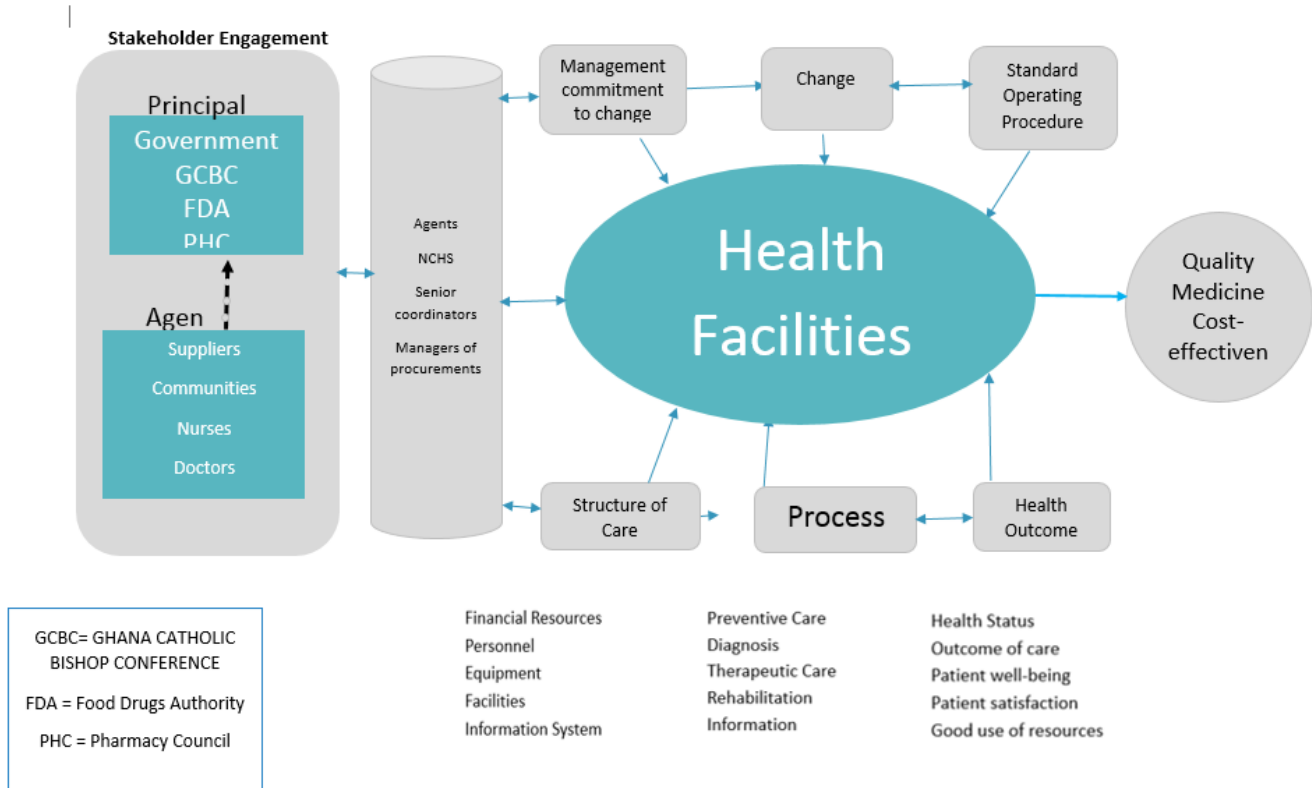 Stakeholder Engagement
Principal
Government
GCBC
FDA
PHC
Agen
Suppliers
Communities
Nurses
Doctors
Agents
NCHS
Senior
coordinators
Managers of
procurements
Management
commitment
to change
Change
Standard
Operating
Procedure
Health
Facilities
Quality
Medicine
Cost-
effectiven
Structure of
Care
Process
Health
Outcome
GCBC= GHANA CATHOLIC
BISHOP CONFERENCE
FDA = Food Drugs Authority
PHC = Pharmacy Council
Financial Resources
Personnel
Equipment
Facilities
Information System
Preventive Care
Diagnosis
Therapeutic Care
Rehabilitation
Information
Health Status
Outcome of care
Patient well-being
Patient satisfaction
Good use of resources